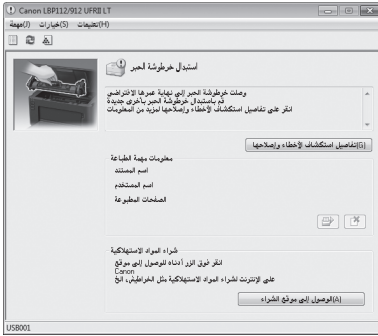 Canon LBP112/912 UFRII LT
مهمة(J) خيارات(S) تعليمات(H)
استبدال خرطوشة الحبر
وصلت خرطوشة الحبر إلى نهاية عمرها الافتراضي
قم باستبدال خرطوشة الحبر بأخرى جديدة
انقر على تفاصيل استكشاف الأخطاء وإصلاحها لمزيد من المعلومات
تفاصيل استكشاف الأخطاء وإصلاحها(G)
معلومات مهمة الطباعة
اسم المستند
اسم المستخدم
الصفحات المطبوعة
شراء المواد الاستهلاكية
انقر فوق الزر أدناه للوصول إلى موقع
Canon
على الإنترنت لشراء المواد الاستهلاكية مثل الخراطيش، الخ
الوصول إلى موقع الشراء(A)
USB001